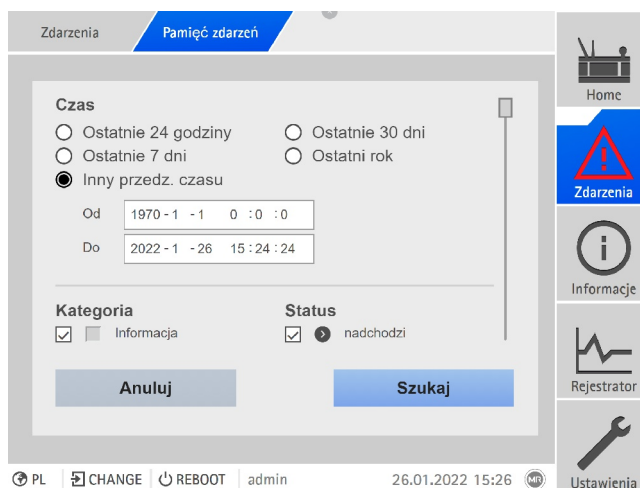 Zdarzenia Pamięć zdarzeń
Home
Czas
Ostatnie 24 godziny Ostatnie 30 dni
Ostatnie 7 dni Ostatni rok
Inny przedz. czasu
Zdarzenia
Od 1970 - 1 - 1 0 : 0 : 0
Do 2022 - 1 - 26 15 : 24 : 24
Informacje
Kategoria Status
Informacja nadchodzi
Anuluj Szukaj
Rejestrator
PL CHANGE REBOOT admin 26.01.2022 15:26 MR
Ustawienia